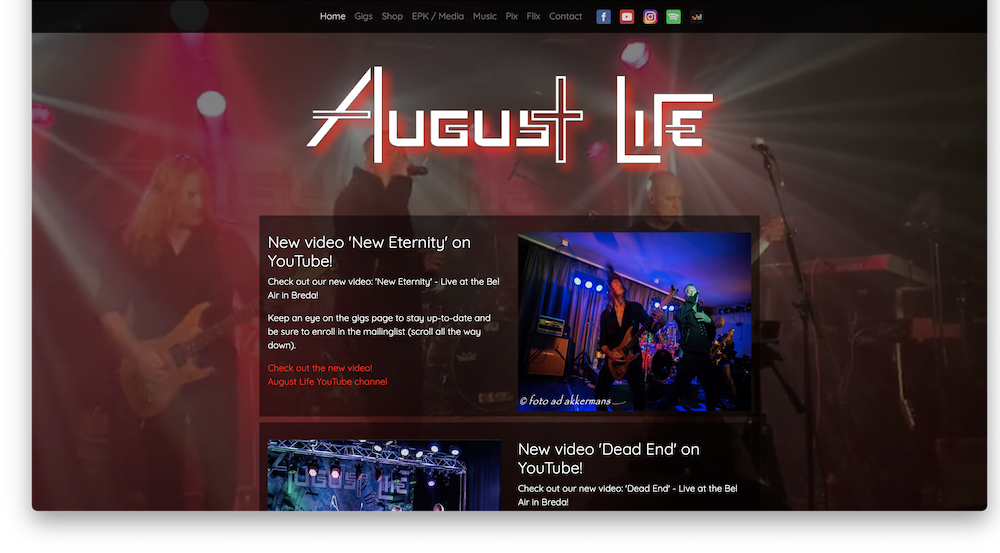 Home Gigs Shop EPK / Media Music Pix Flix Contact
AUGUST LIFE
New video 'New Eternity' on
YouTube!
Check out our new video: 'New Eternity' - Live at the Bel
Air in Breda!
Keep an eye on the gigs page to stay up-to-date and
be sure to enroll in the mailinglist (scroll all the way
down).
Check out the new video!
August Life YouTube channel
© foto ad akkermans
AUGUST LIFE
New video 'Dead End' on
YouTube!
Check out our new video: 'Dead End' - Live at the Bel
Air in Breda!